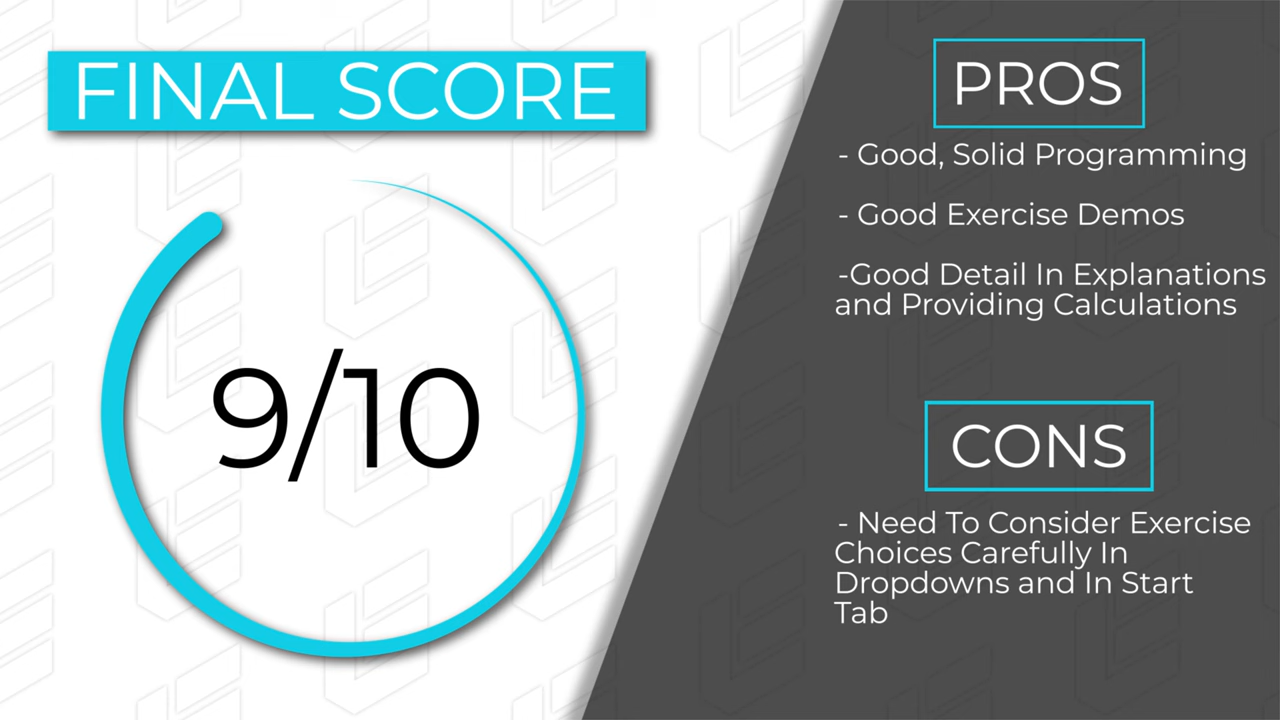 FINAL SCORE
9/10
PROS
- Good, Solid Programming
- Good Exercise Demos
-Good Detail In Explanations
and Providing Calculations
CONS
- Need To Consider Exercise
Choices Carefully In
Dropdowns and In Start
Tab